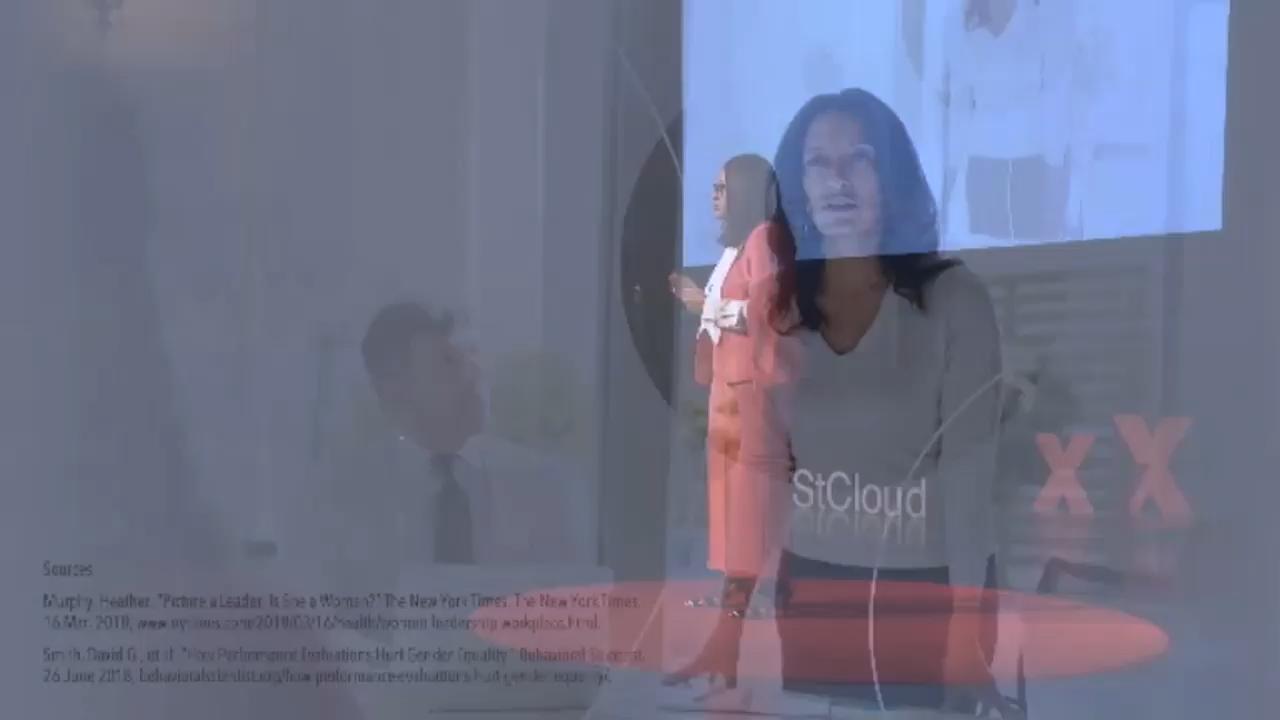 StCloud
X X
Sources
Murphy, Heather. "Picture a Leader. Is She a Woman?" The New York Times, The New York Times,
16 Mar. 2018, www.nytimes.com/2018/03/16/health/women-leadership-workplace.html.
Smith, David G., et al. "How Performance Evaluations Hurt Gender Equality." Behavioral Scientist,
26 June 2018, behavioralscientist.org/how-performance-evaluations-hurt-gender-equality/.